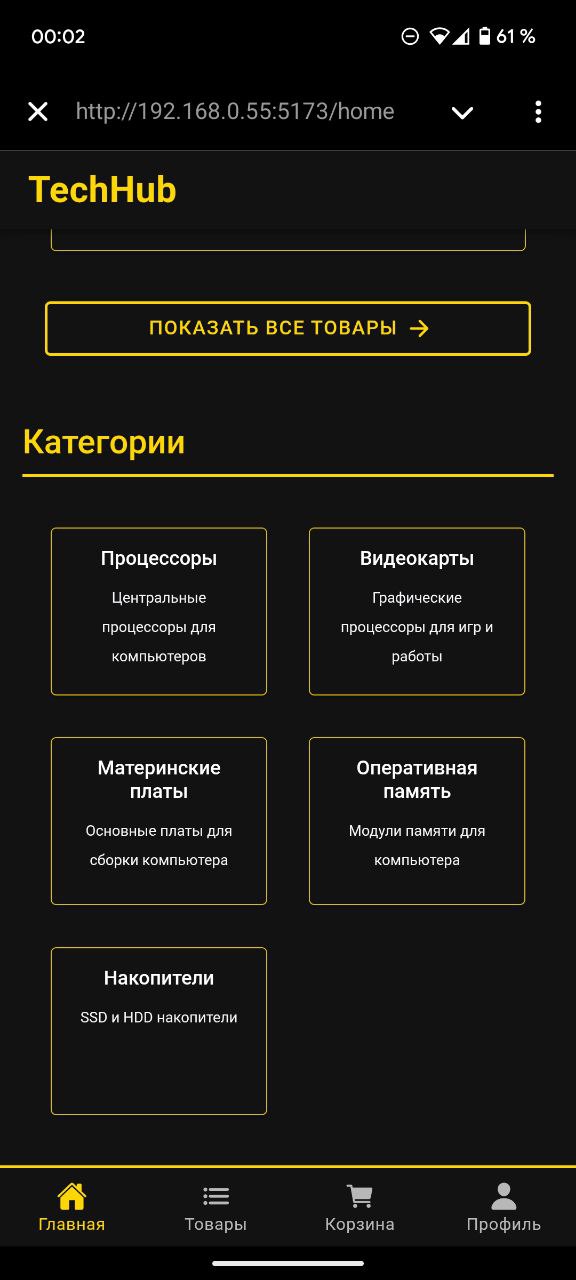 00:02
61 %
http://192.168.0.55:5173/home
TechHub
ПОКАЗАТЬ ВСЕ ТОВАРЫ
Категории
Процессоры
Центральные
процессоры для
компьютеров
Видеокарты
Графические
процессоры для игр и
работы
Материнские
платы
Основные платы для
сборки компьютера
Оперативная
память
Модули памяти для
компьютера
Накопители
SSD и HDD накопители
Главная
Товары
Корзина
Профиль